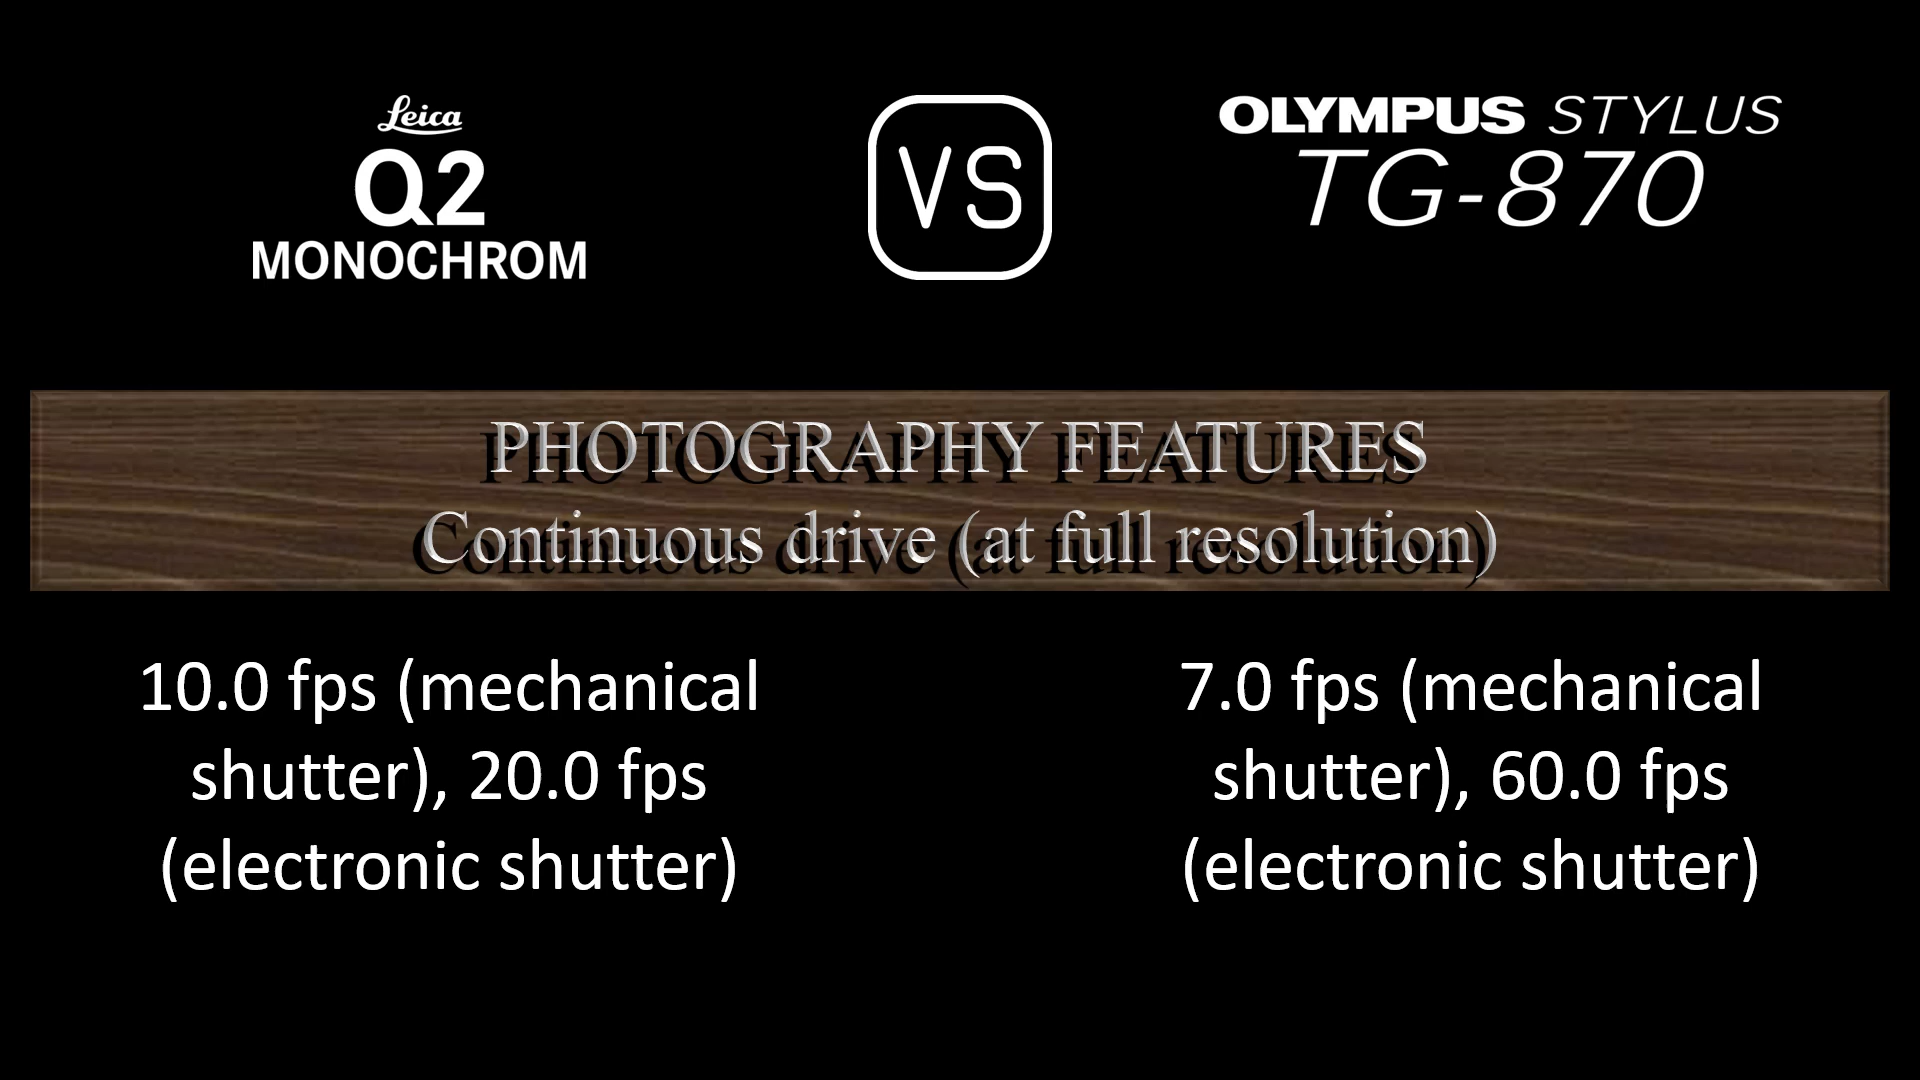 Leica
Q2
MONOCHROM
VS
OLYMPUS STYLUS
TG-870
PHOTOGRAPHY FEATURES
Continuous drive (at full resolution)
10.0 fps (mechanical
shutter), 20.0 fps
(electronic shutter)
7.0 fps (mechanical
shutter), 60.0 fps
(electronic shutter)